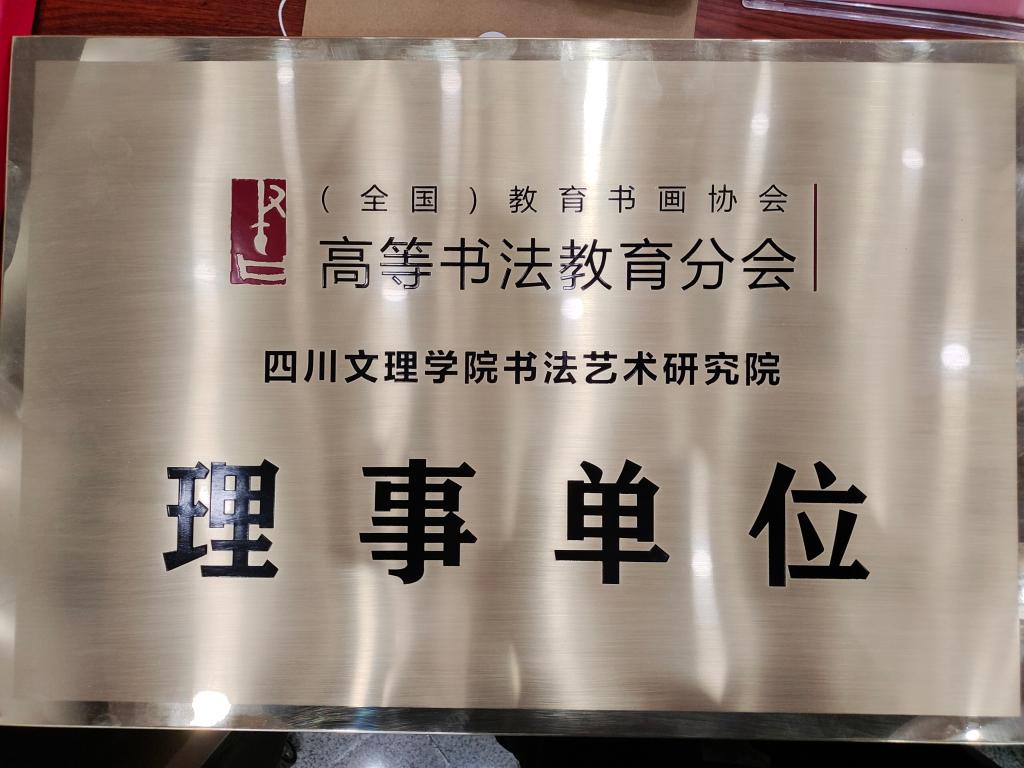 (全国)教育书画协会
高等书法教育分会
四川文理学院书法艺术研究院
理事单位